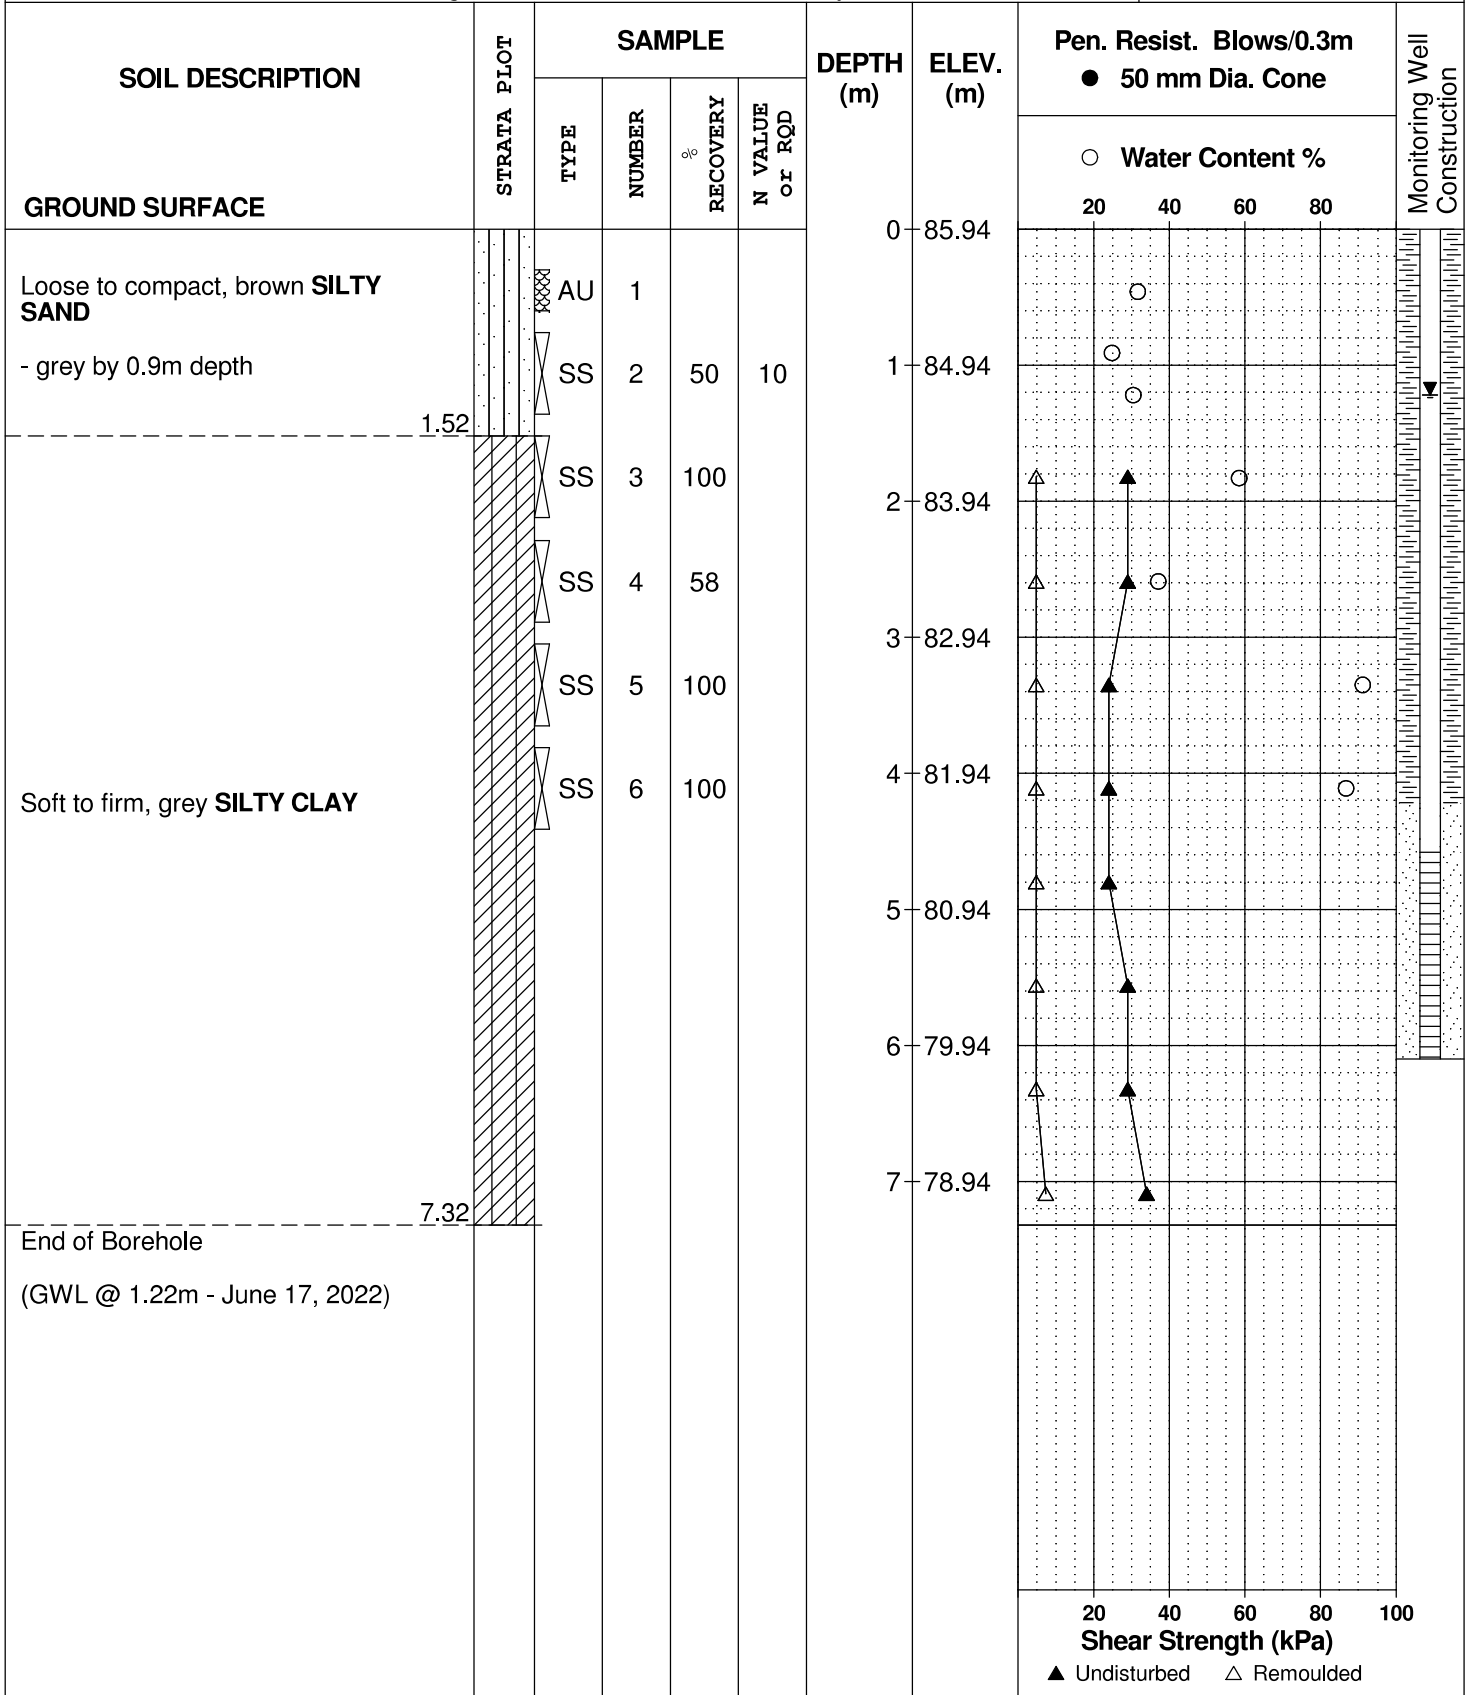 SOIL DESCRIPTION
GROUND SURFACE
STRATA PLOT
SAMPLE
TYPE
NUMBER
%
RECOVERY
N VALUE
or RQD
DEPTH
(m)
ELEV.
(m)
Pen. Resist. Blows/0.3m
● 50 mm Dia. Cone
○ Water Content %
20 40 60 80
Monitoring Well
Construction
0 85.94
Loose to compact, brown SILTY
SAND
AU 1
- grey by 0.9m depth
SS 2 50 10
1 84.94
1.52
SS 3 100
2 83.94
SS 4 58
3 82.94
SS 5 100
4 81.94
Soft to firm, grey SILTY CLAY
SS 6 100
5 80.94
6 79.94
7 78.94
7.32
End of Borehole
(GWL @ 1.22m - June 17, 2022)
20 40 60 80 100
Shear Strength (kPa)
▲ Undisturbed △ Remoulded